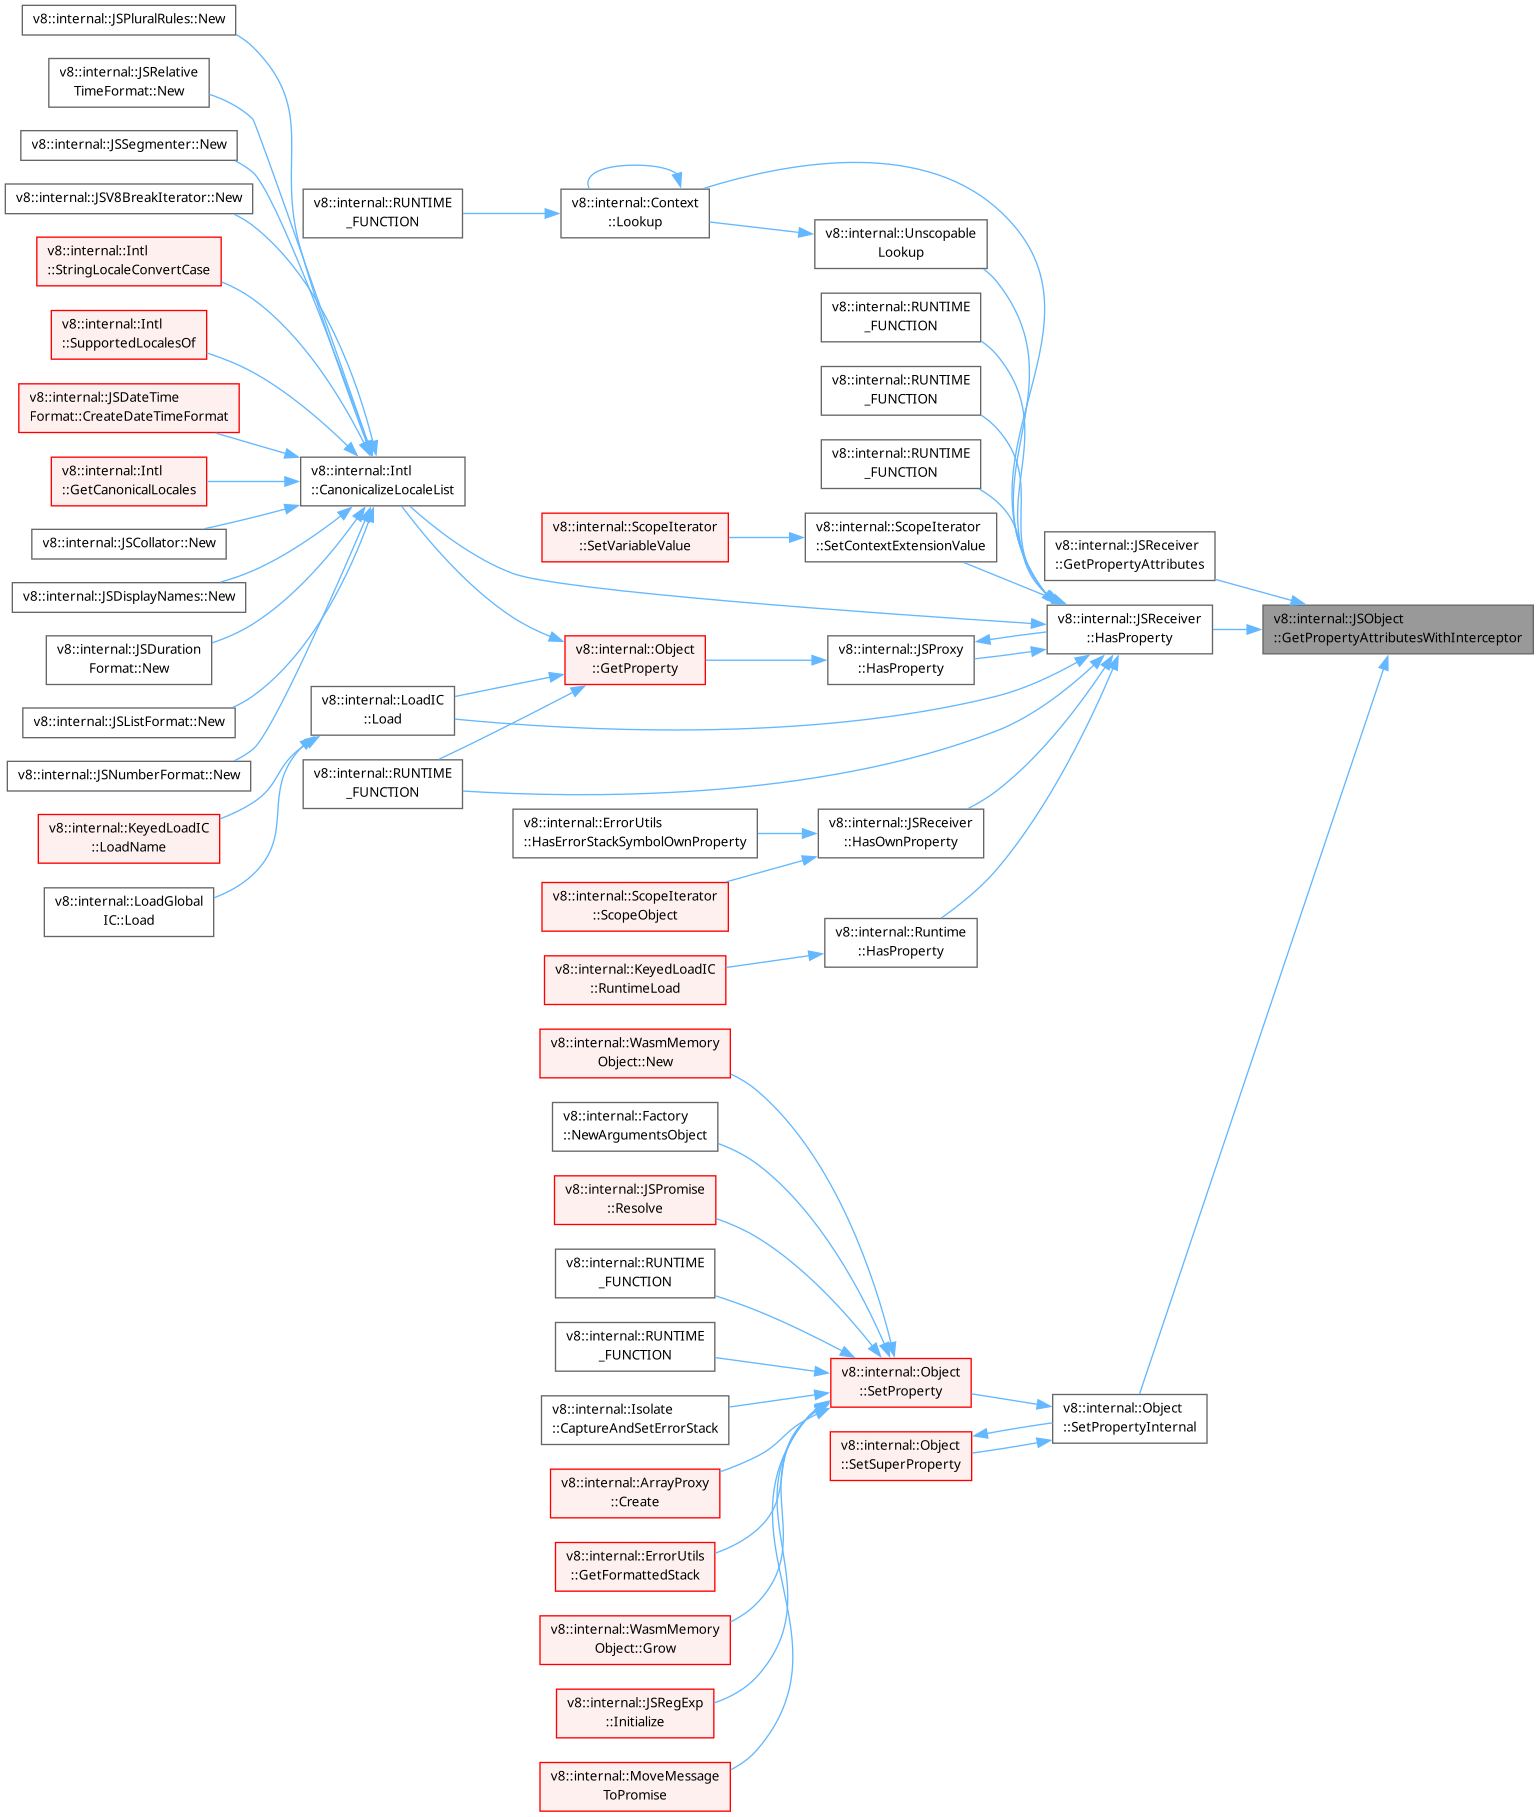 v8::internal::JSPluralRules::New
v8::internal::JSRelative
TimeFormat::New
v8::internal::JSSegmenter::New
v8::internal::JSV8BreakIterator::New
v8::internal::Intl
::StringLocaleConvertCase
v8::internal::Intl
::SupportedLocalesOf
v8::internal::JSDateTime
Format::CreateDateTimeFormat
v8::internal::Intl
::GetCanonicalLocales
v8::internal::JSCollator::New
v8::internal::JSDisplayNames::New
v8::internal::JSDuration
Format::New
v8::internal::JSListFormat::New
v8::internal::JSNumberFormat::New
v8::internal::KeyedLoadIC
::LoadName
v8::internal::LoadGlobal
IC::Load
v8::internal::RUNTIME
_FUNCTION
v8::internal::Intl
::CanonicalizeLocaleList
v8::internal::LoadIC
::Load
v8::internal::RUNTIME
_FUNCTION
v8::internal::Context
::Lookup
v8::internal::ScopeIterator
::SetVariableValue
v8::internal::Object
::GetProperty
v8::internal::ErrorUtils
::HasErrorStackSymbolOwnProperty
v8::internal::ScopeIterator
::ScopeObject
v8::internal::KeyedLoadIC
::RuntimeLoad
v8::internal::WasmMemory
Object::New
v8::internal::Factory
::NewArgumentsObject
v8::internal::JSPromise
::Resolve
v8::internal::RUNTIME
_FUNCTION
v8::internal::RUNTIME
_FUNCTION
v8::internal::Isolate
::CaptureAndSetErrorStack
v8::internal::ArrayProxy
::Create
v8::internal::ErrorUtils
::GetFormattedStack
v8::internal::WasmMemory
Object::Grow
v8::internal::JSRegExp
::Initialize
v8::internal::MoveMessage
ToPromise
v8::internal::Unscopable
Lookup
v8::internal::RUNTIME
_FUNCTION
v8::internal::RUNTIME
_FUNCTION
v8::internal::RUNTIME
_FUNCTION
v8::internal::ScopeIterator
::SetContextExtensionValue
v8::internal::JSProxy
::HasProperty
v8::internal::JSReceiver
::HasOwnProperty
v8::internal::Runtime
::HasProperty
v8::internal::Object
::SetProperty
v8::internal::Object
::SetSuperProperty
v8::internal::JSReceiver
::GetPropertyAttributes
v8::internal::JSReceiver
::HasProperty
v8::internal::Object
::SetPropertyInternal
v8::internal::JSObject
::GetPropertyAttributesWithInterceptor